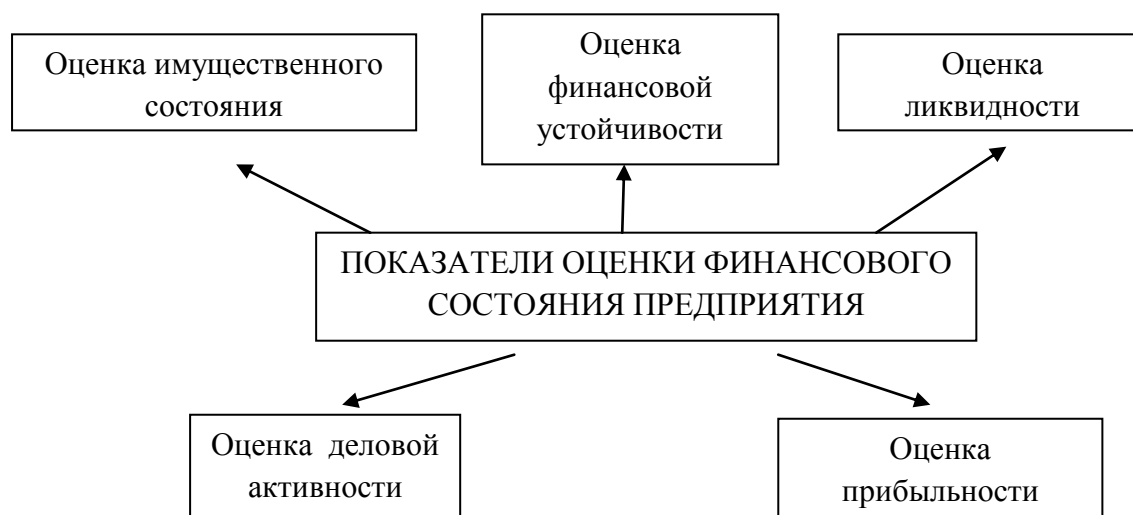 Оценка имущественного
состояния
Оценка
финансовой
устойчивости
Оценка
ликвидности
ПОКАЗАТЕЛИ ОЦЕНКИ ФИНАНСОВОГО
СОСТОЯНИЯ ПРЕДПРИЯТИЯ
Оценка деловой
активности
Оценка
прибыльности